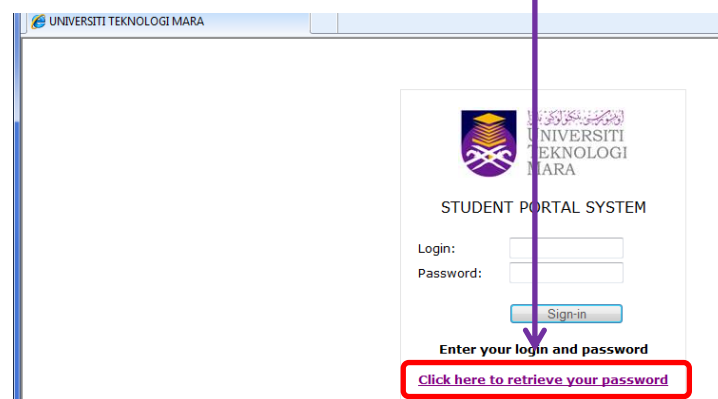 UNIVERSITI TEKNOLOGI MARA
UNIVERSITI
TEKNOLOGI
MARA
STUDENT PORTAL SYSTEM
Login:
Password:
Sign-in
Enter your login and password
Click here to retrieve your password